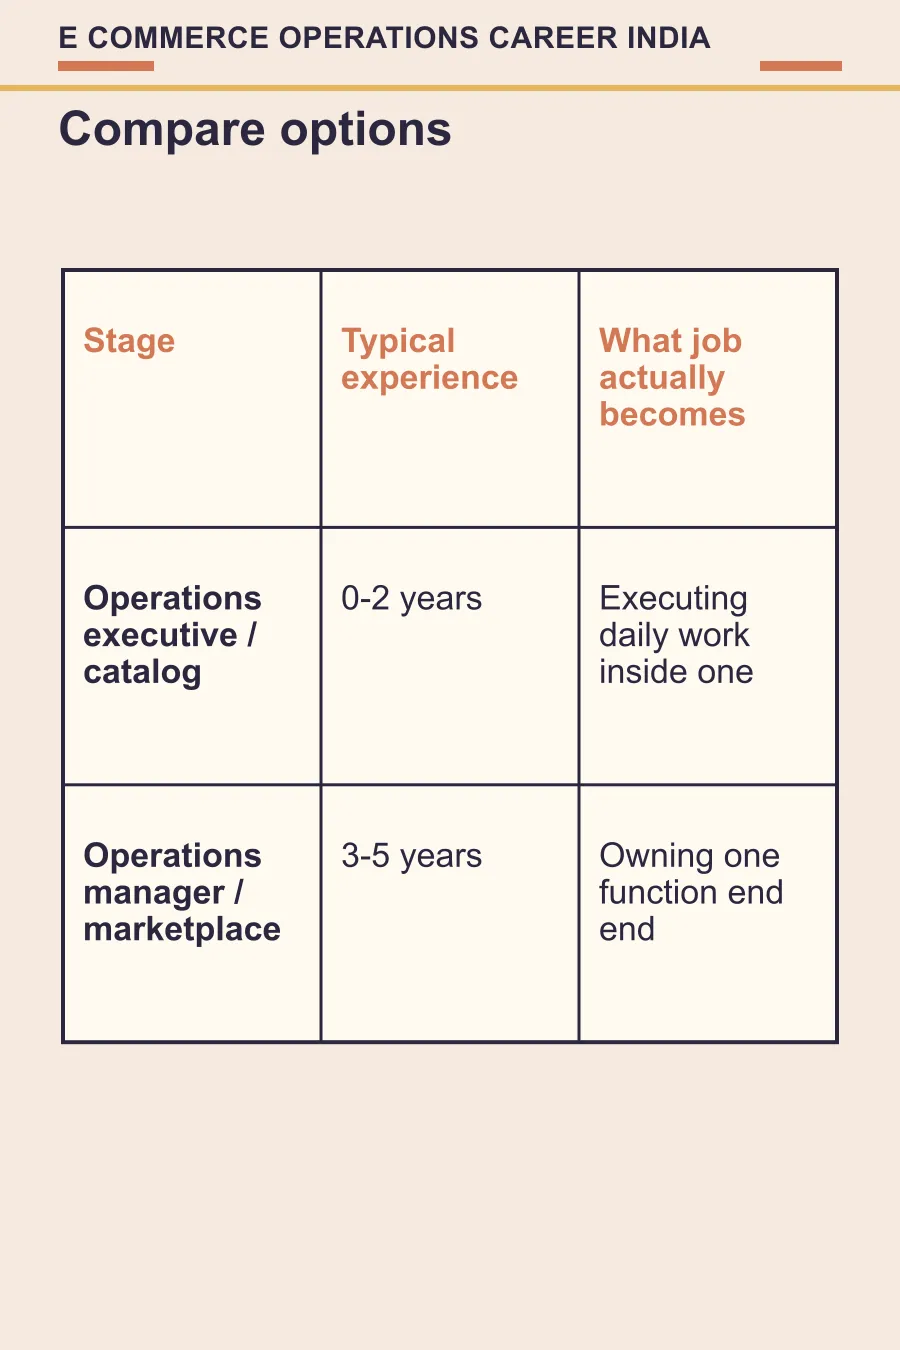 E COMMERCE OPERATIONS CAREER INDIA
Compare options
Stage
Typical
experience
What job
actually
becomes
Operations
executive /
catalog
0-2 years
Executing
daily work
inside one
Operations
manager /
marketplace
3-5 years
Owning one
function end
end